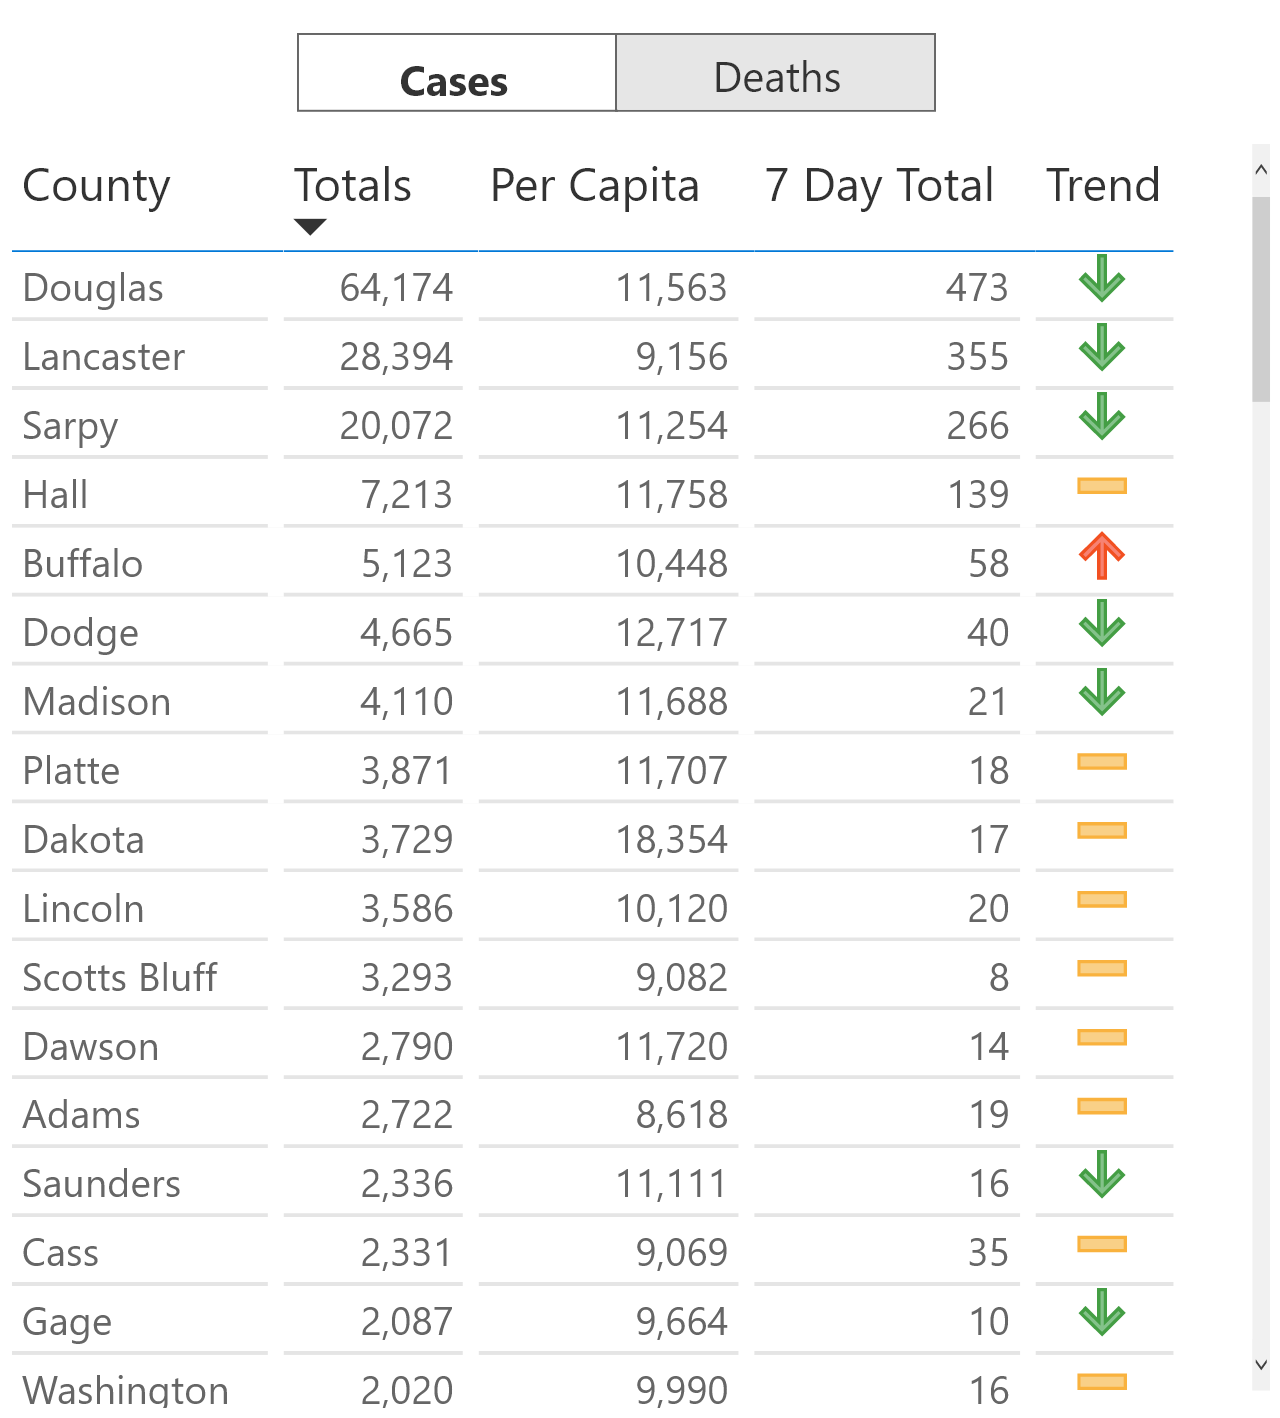 Cases Deaths
County Totals Per Capita 7 Day Total Trend
Douglas 64,174 11,563 473
Lancaster 28,394 9,156 355
Sarpy 20,072 11,254 266
Hall 7,213 11,758 139
Buffalo 5,123 10,448 58
Dodge 4,665 12,717 40
Madison 4,110 11,688 21
Platte 3,871 11,707 18
Dakota 3,729 18,354 17
Lincoln 3,586 10,120 20
Scotts Bluff 3,293 9,082 8
Dawson 2,790 11,720 14
Adams 2,722 8,618 19
Saunders 2,336 11,111 16
Cass 2,331 9,069 35
Gage 2,087 9,664 10
Washington 2,020 9,990 16